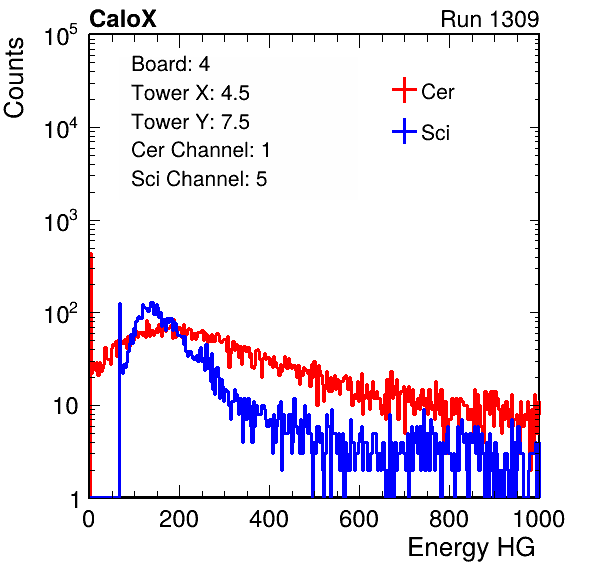 CaloX Run 1309
Counts
Board: 4
Tower X: 4.5
Tower Y: 7.5
Cer Channel: 1
Sci Channel: 5
Cer
Sci
10^5
10^4
10^3
10^2
10
1
0 200 400 600 800 1000
Energy HG